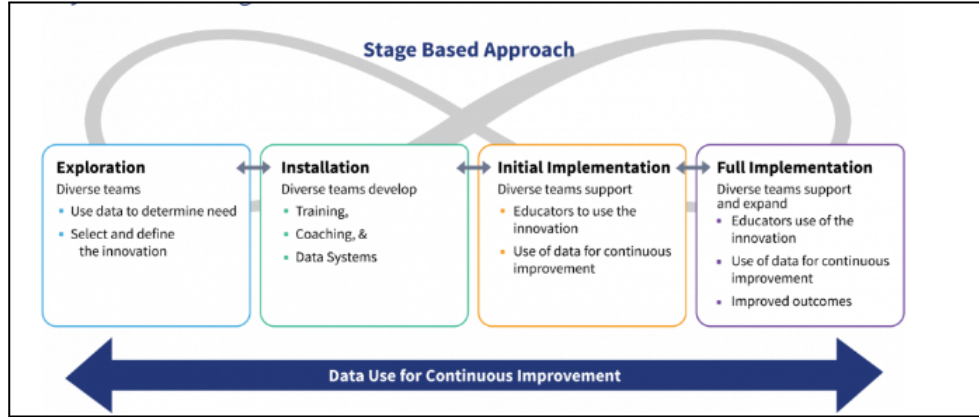 Stage Based Approach
Exploration
Diverse teams
▪ Use data to determine need
▪ Select and define
the innovation
Installation
Diverse teams develop
▪ Training,
▪ Coaching, &
▪ Data Systems
Initial Implementation
Diverse teams support
▪ Educators to use the
innovation
▪ Use of data for continuous
improvement
Full Implementation
Diverse teams support
and expand
▪ Educators use of the
innovation
▪ Use of data for continuous
improvement
▪ Improved outcomes
Data Use for Continuous Improvement